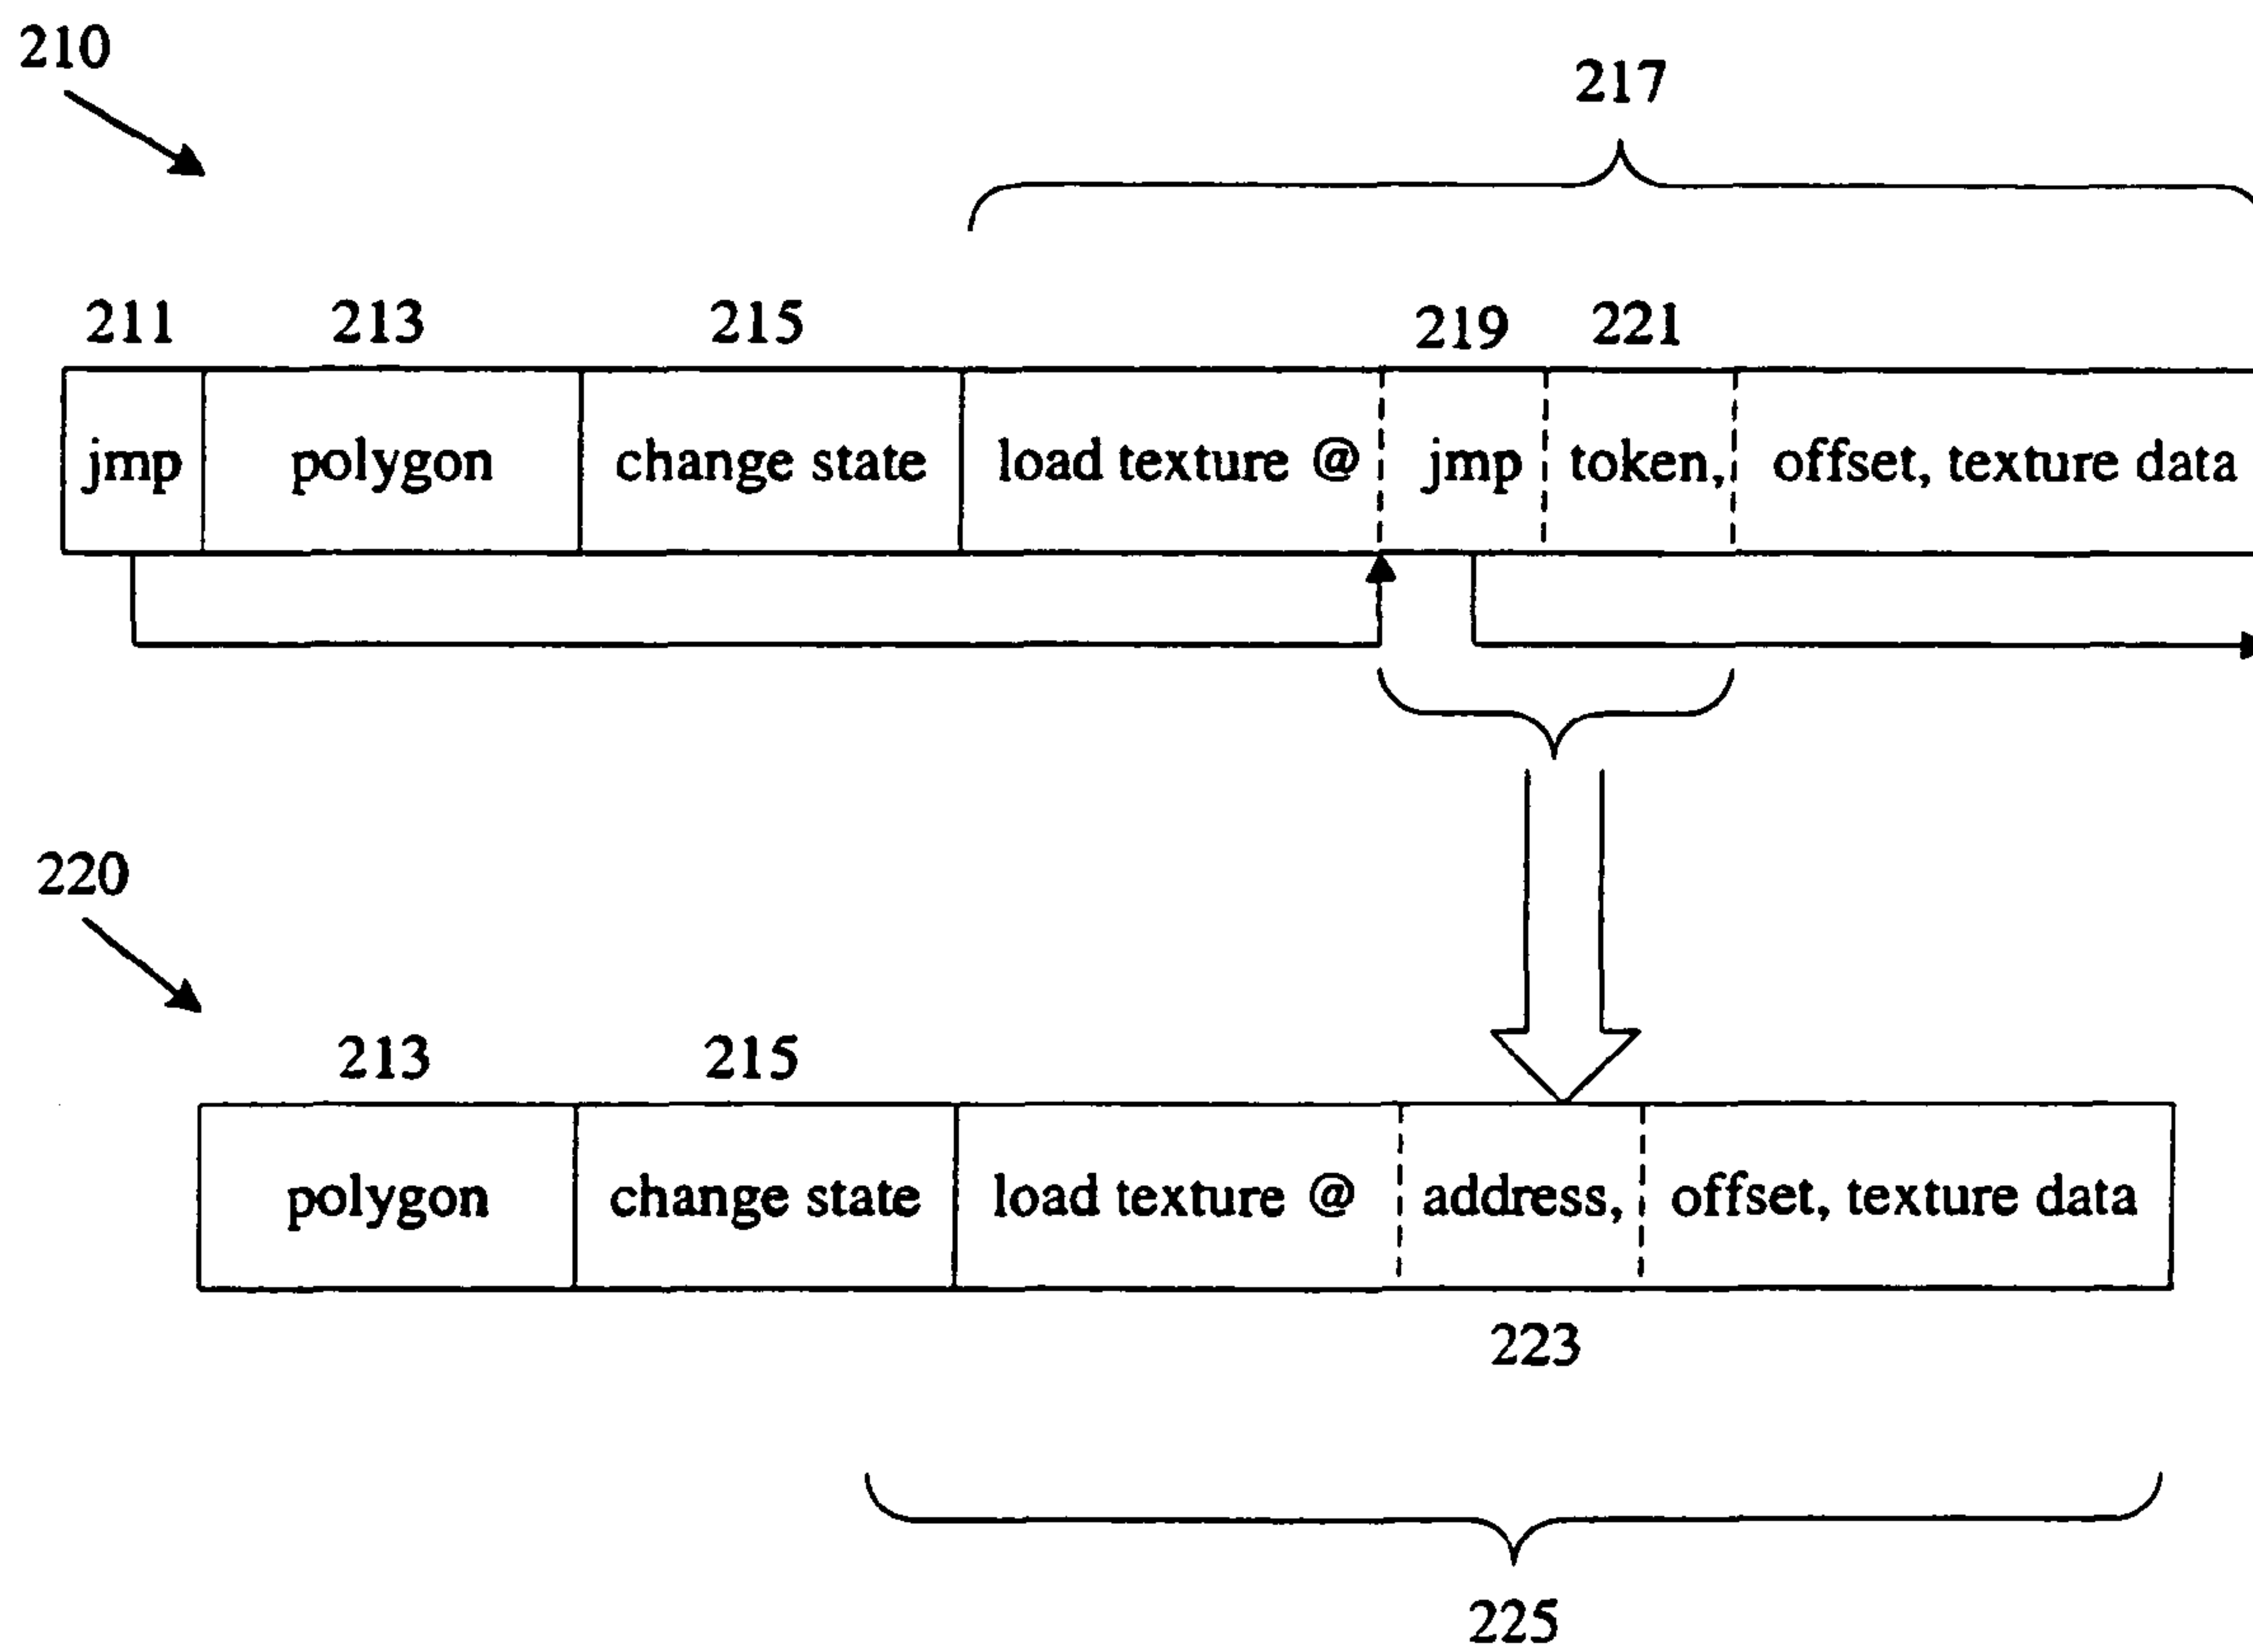 210
217
211 213 215 219 221
jmp polygon change state load texture @ jmp token, offset, texture data
220
213 215
polygon change state load texture @ address, offset, texture data
223
225